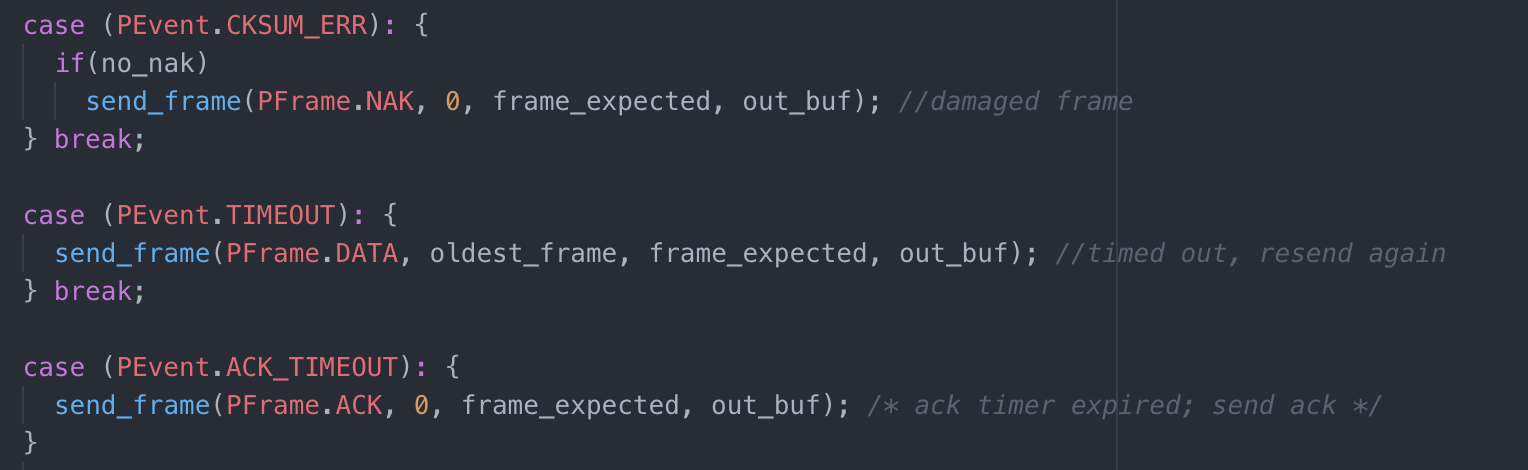 case (PEvent.CKSUM_ERR): {
if(no_nak)
send_frame(PFrame.NAK, 0, frame_expected, out_buf); //damaged frame
} break;
case (PEvent.TIMEOUT): {
send_frame(PFrame.DATA, oldest_frame, frame_expected, out_buf); //timed out, resend again
} break;
case (PEvent.ACK_TIMEOUT): {
send_frame(PFrame.ACK, 0, frame_expected, out_buf); /* ack timer expired; send ack */
}